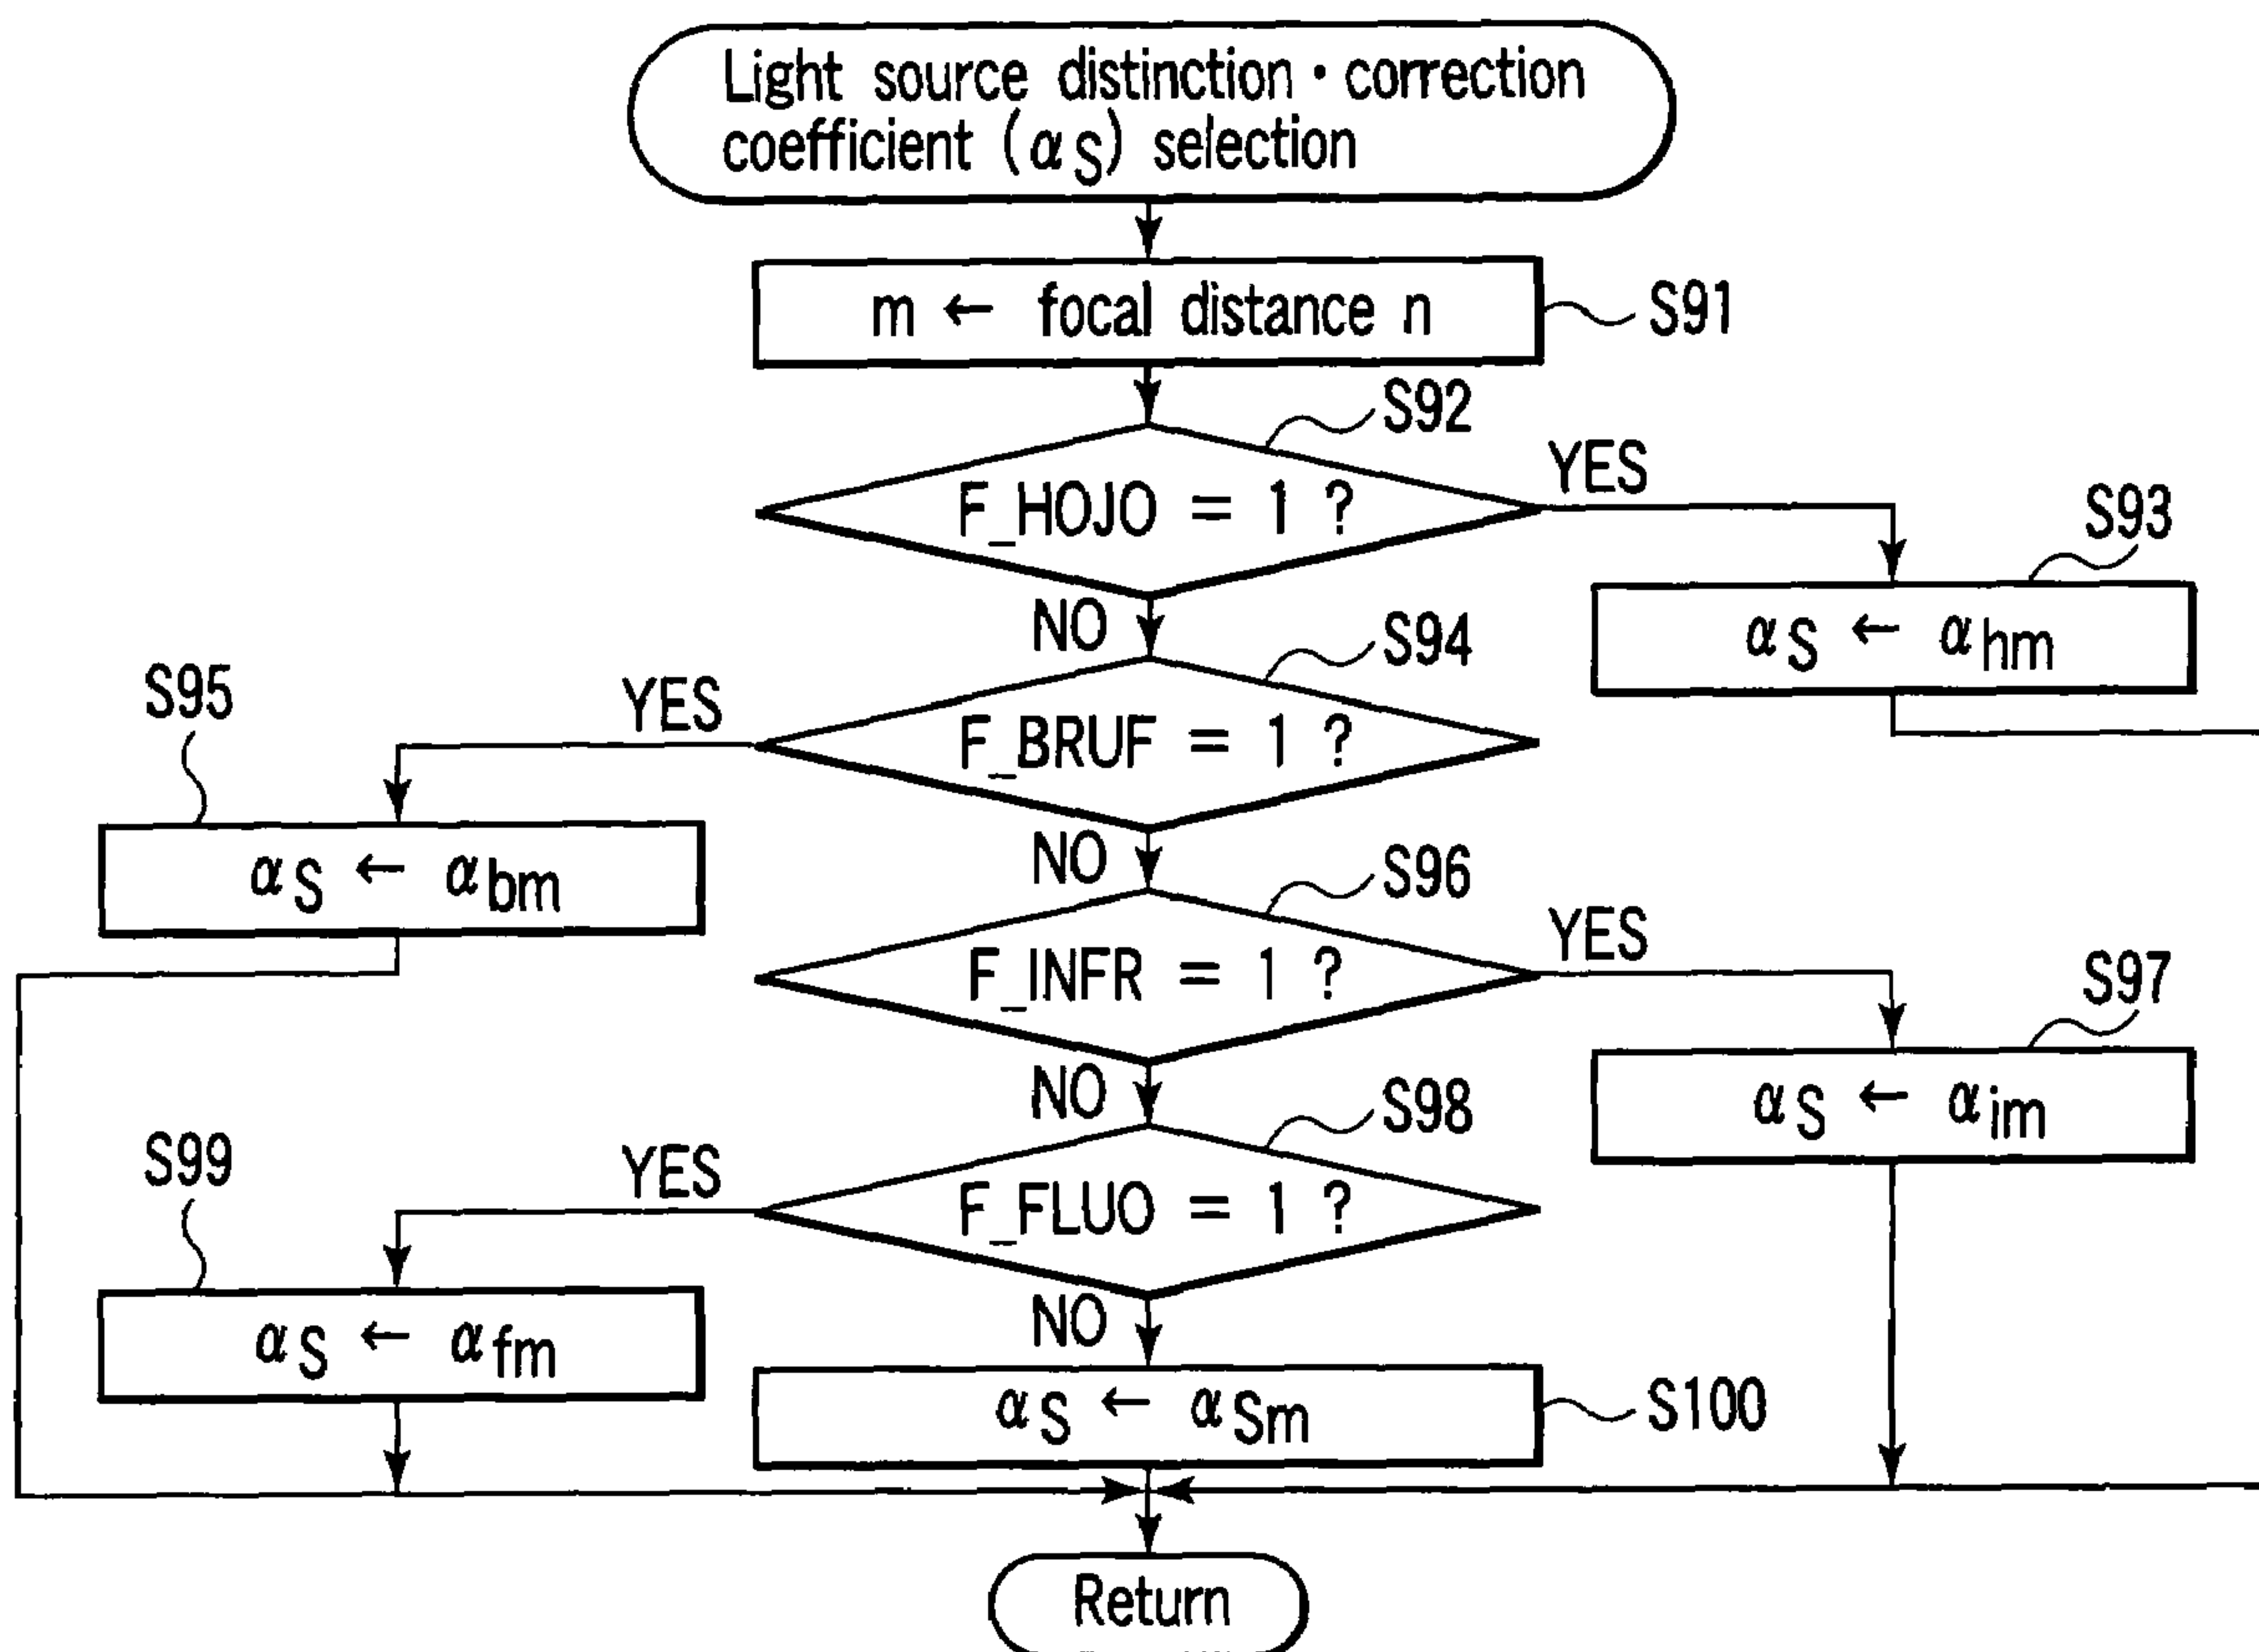 Light source distinction・correction
coefficient (αS) selection
m ← focal distance n
S91
S92
F_HOJO = 1 ?
YES
S93
αS ← αhm
NO
S94
F_BRUF = 1 ?
YES
S95
αS ← αbm
NO
S96
F_INFR = 1 ?
YES
S97
αS ← αim
NO
S98
F_FLUO = 1 ?
YES
S99
αS ← αfm
NO
αS ← αSm
S100
Return